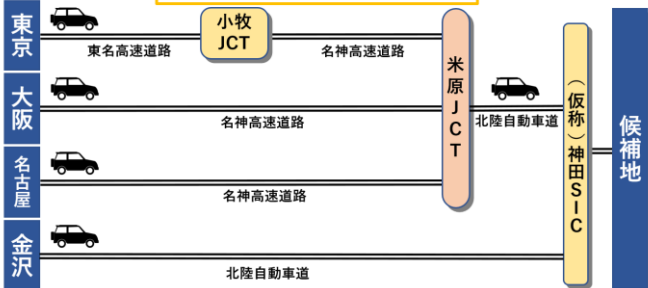 東京
東名高速道路
小牧
JCT
名神高速道路
米原JCT
大阪
名神高速道路
北陸自動車道
名古屋
名神高速道路
金沢
北陸自動車道
（仮称）神田SIC
候補地